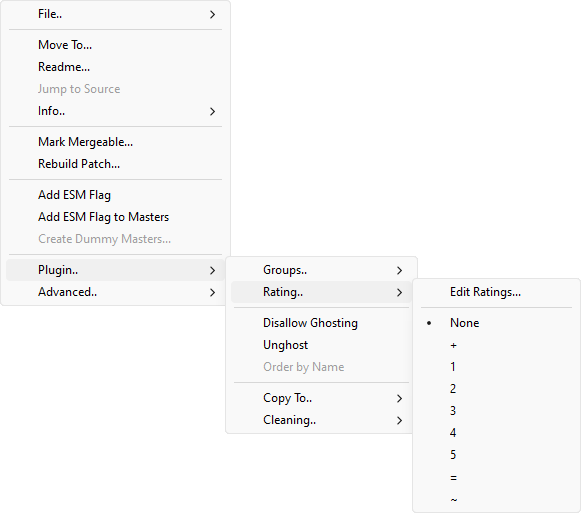 File..
Move To...
Readme...
Jump to Source
Info..
Mark Mergeable...
Rebuild Patch...
Add ESM Flag
Add ESM Flag to Masters
Create Dummy Masters...
Plugin..
Advanced..
Groups..
Rating..
Disallow Ghosting
Unghost
Order by Name
Copy To..
Cleaning..
Edit Ratings...
None
+
1
2
3
4
5
=
~